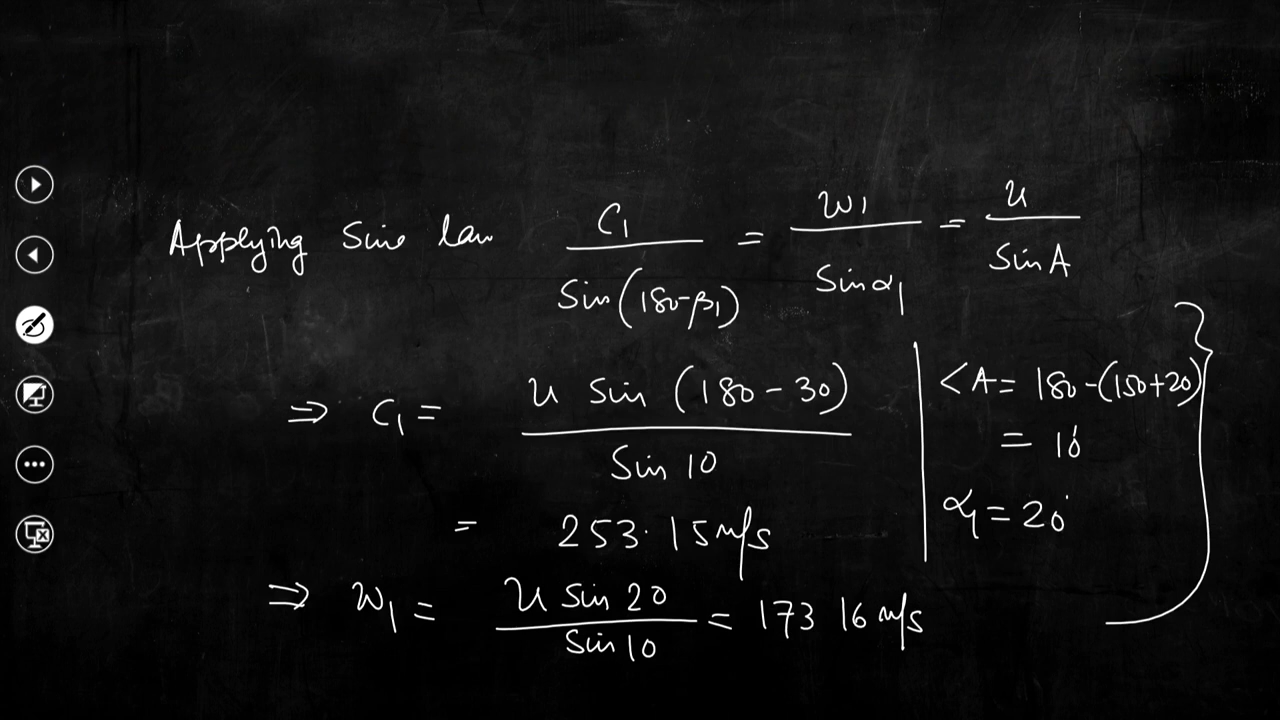 Applying Sine law C1/Sin(180-β1) = w1/Sinα1 = u/SinA
⇒ C1 = u Sin (180-30)/Sin 10
<A = 180-(150+20)
= 10°
= 253.15 m/s
α1 = 20°
⇒ w1 = u Sin 20/Sin 10 = 173 16 m/s